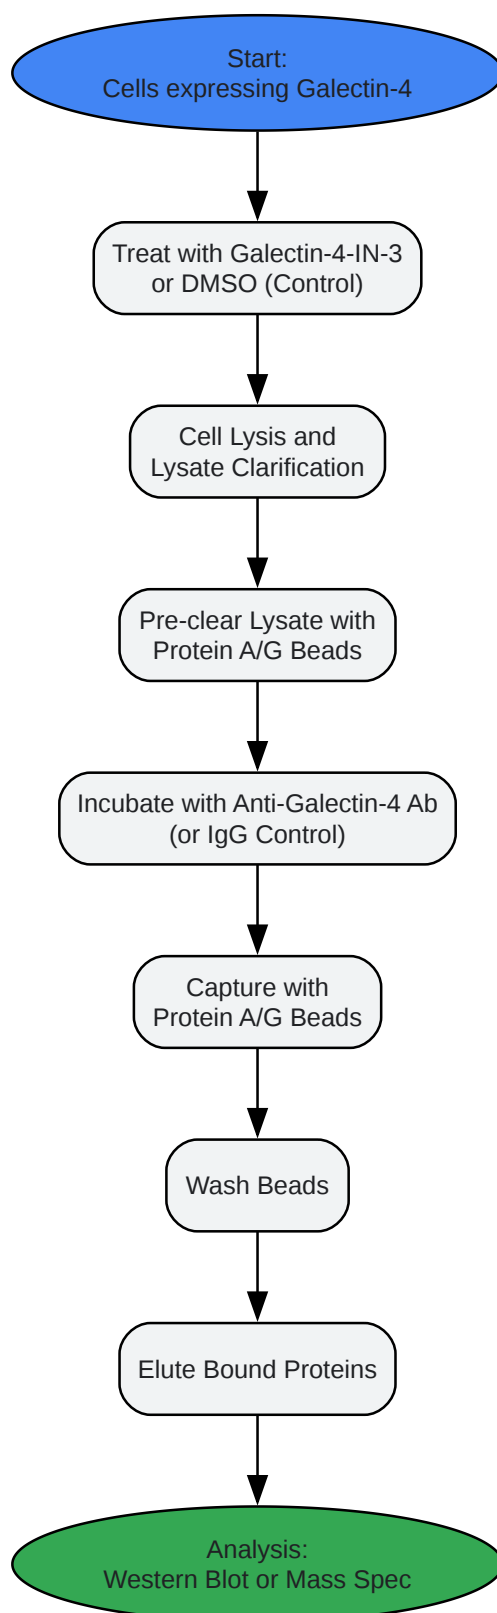 Start:
Cells expressing Galectin-4
Treat with Galectin-4-IN-3
or DMSO (Control)
Cell Lysis and
Lysate Clarification
Pre-clear Lysate with
Protein A/G Beads
Incubate with Anti-Galectin-4 Ab
(or IgG Control)
Capture with
Protein A/G Beads
Wash Beads
Elute Bound Proteins
Analysis:
Western Blot or Mass Spec